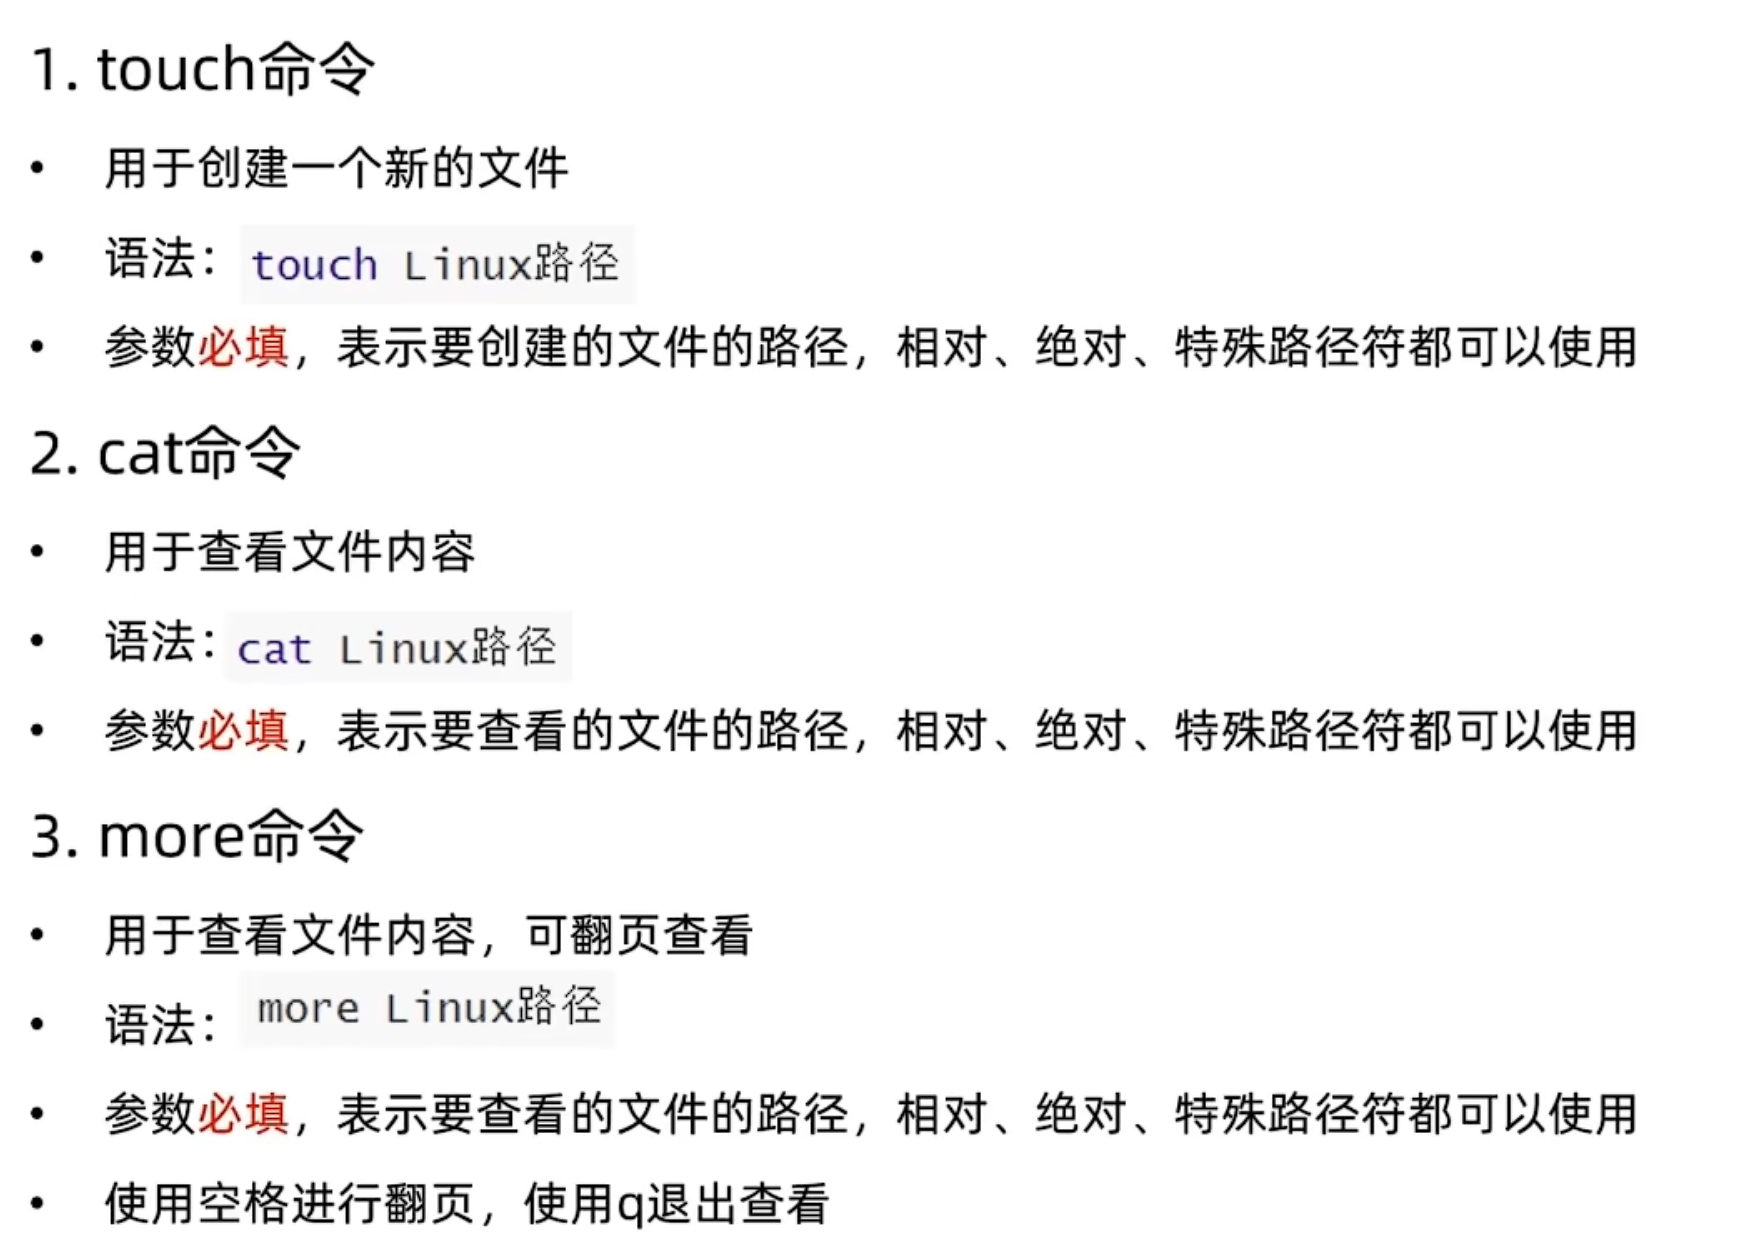 1. touch命令
• 用于创建一个新的文件
• 语法：touch Linux路径
• 参数必填，表示要创建的文件的路径，相对、绝对、特殊路径符都可以使用
2. cat命令
• 用于查看文件内容
• 语法：cat Linux路径
• 参数必填，表示要查看的文件的路径，相对、绝对、特殊路径符都可以使用
3. more命令
• 用于查看文件内容，可翻页查看
• 语法：more Linux路径
• 参数必填，表示要查看的文件的路径，相对、绝对、特殊路径符都可以使用
• 使用空格进行翻页，使用q退出查看